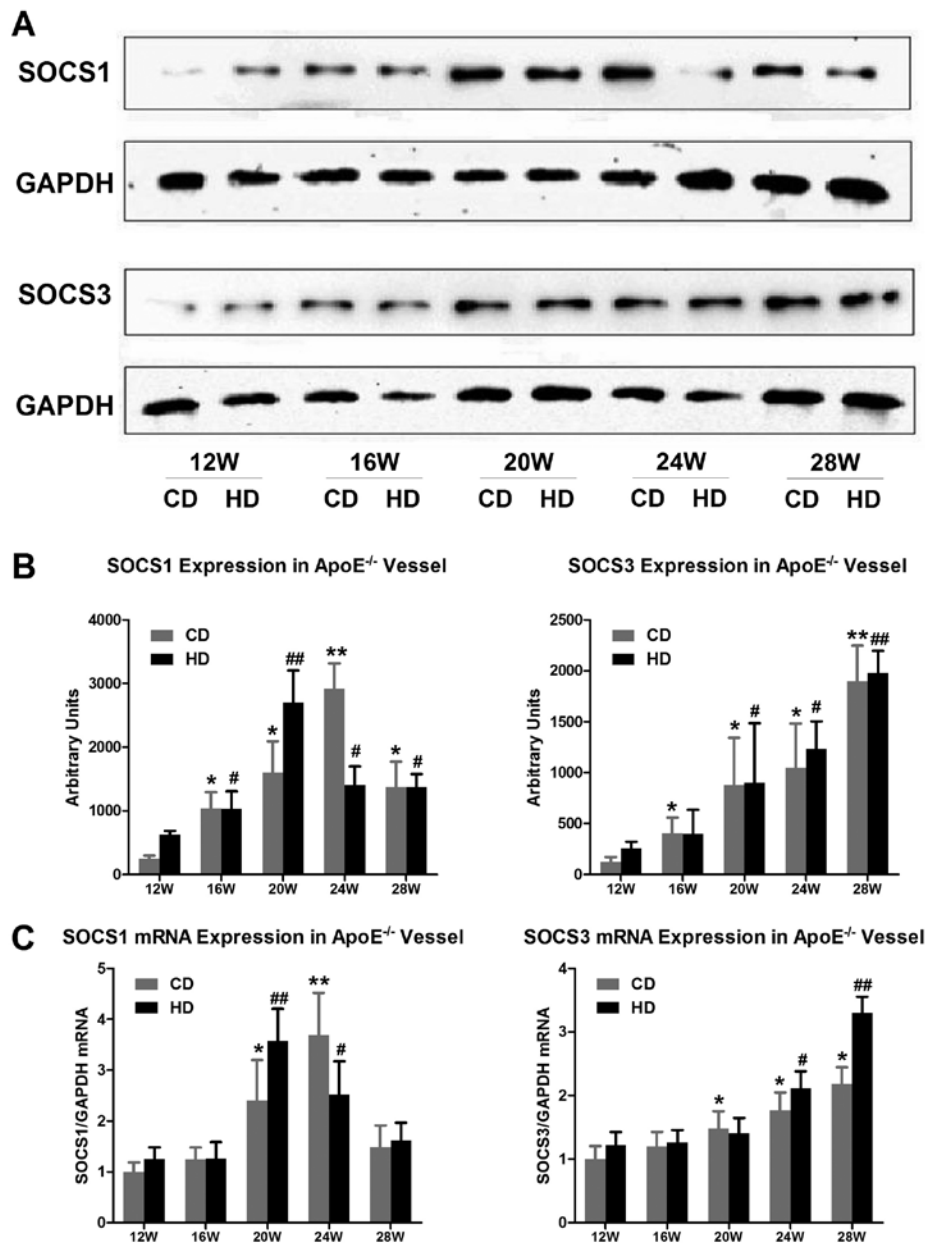 A
SOCS1
GAPDH
SOCS3
GAPDH
12W 16W 20W 24W 28W
CD HD CD HD CD HD CD HD CD HD
B
SOCS1 Expression in ApoE-/- Vessel
Arbitrary Units
4000
3000
2000
1000
0
CD
HD
* # * ## ** # * #
12W 16W 20W 24W 28W
SOCS3 Expression in ApoE-/- Vessel
Arbitrary Units
2500
2000
1500
1000
500
0
CD
HD
* * # * # ** ##
12W 16W 20W 24W 28W
C
SOCS1 mRNA Expression in ApoE-/- Vessel
SOCS1/GAPDH mRNA
5
4
3
2
1
0
CD
HD
* ## ** #
12W 16W 20W 24W 28W
SOCS3 mRNA Expression in ApoE-/- Vessel
SOCS3/GAPDH mRNA
4
3
2
1
0
CD
HD
* * # * ##
12W 16W 20W 24W 28W